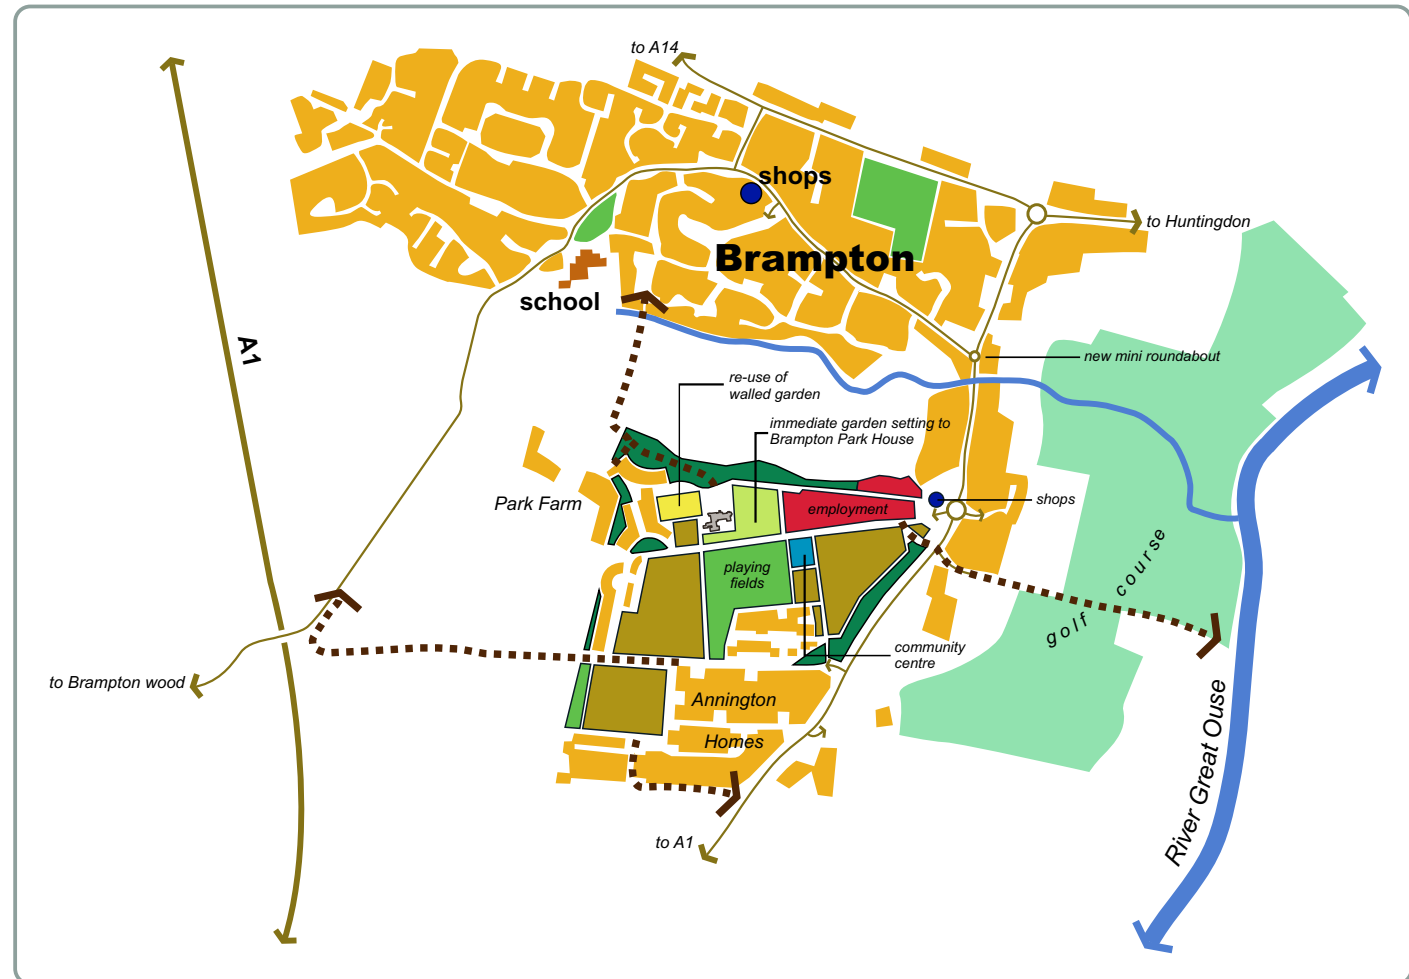 to A14
shops
to Huntingdon
Brampton
school
A1
new mini roundabout
re-use of
walled garden
immediate garden setting to
Brampton Park House
Park Farm
employment
shops
playing
fields
golf course
community
centre
to Brampton wood
Annington
Homes
River Great Ouse
to A1